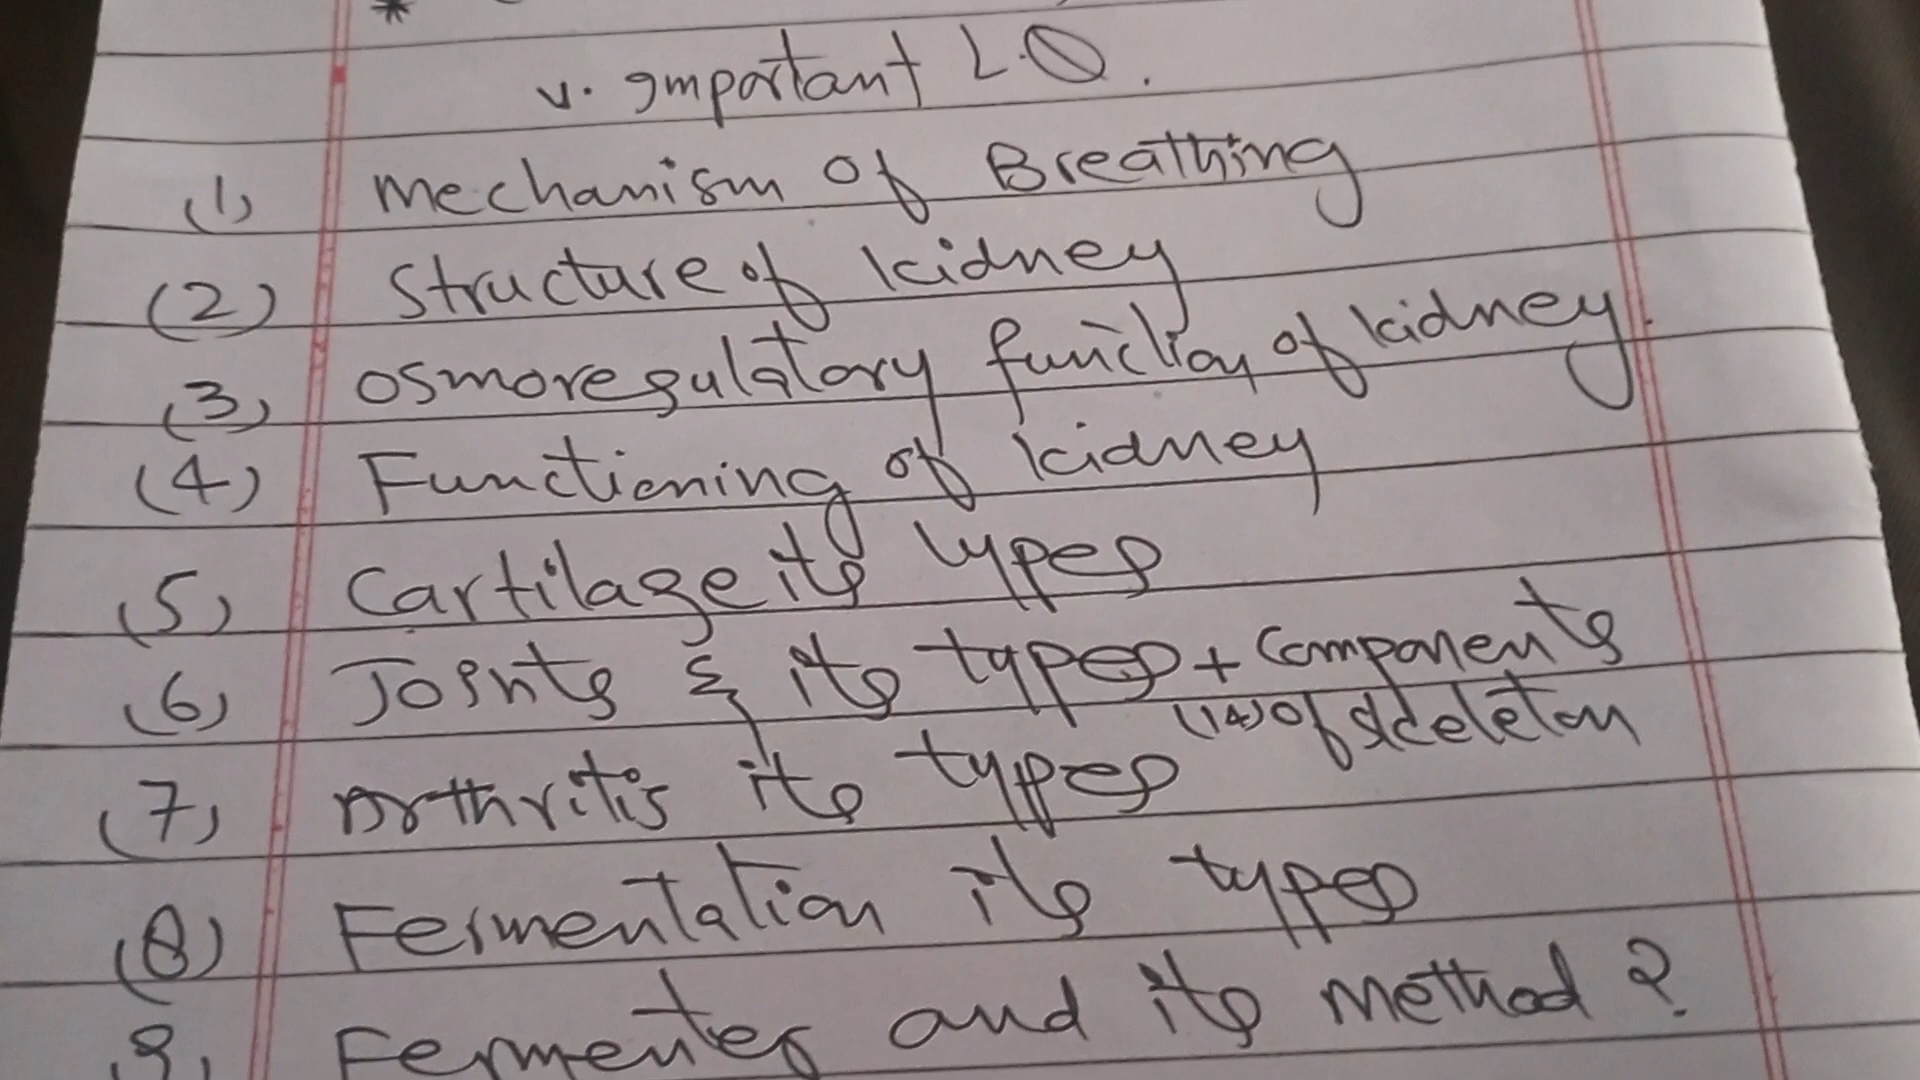 *
v. Important L.Q.
(1) Mechanism of Breathing
(2) Structure of kidney
(3) Osmoregulatory function of kidney.
(4) Functioning of kidney
(5) Cartilage its types
(6) Joints & its types + Components
(14) of skeleton
(7) Arthritis its types
(8) Fermentation its types
9, Fermenter and its method?